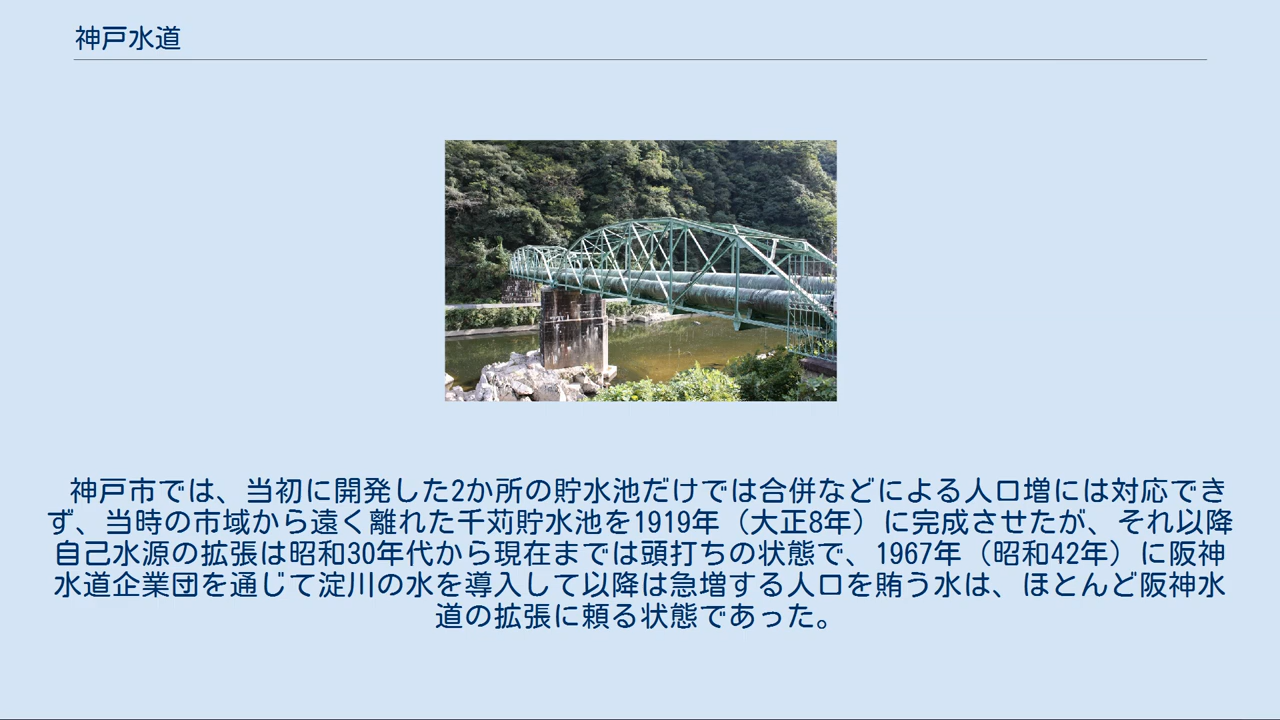 神戸水道
神戸市では、当初に開発した2か所の貯水池だけでは合併などによる人口増には対応でき
ず、当時の市域から遠く離れた千苅貯水池を1919年（大正8年）に完成させたが、それ以降
自己水源の拡張は昭和30年代から現在までは頭打ちの状態で、1967年（昭和42年）に阪神
水道企業団を通じて淀川の水を導入して以降は急増する人口を賄う水は、ほとんど阪神水
道の拡張に頼る状態であった。